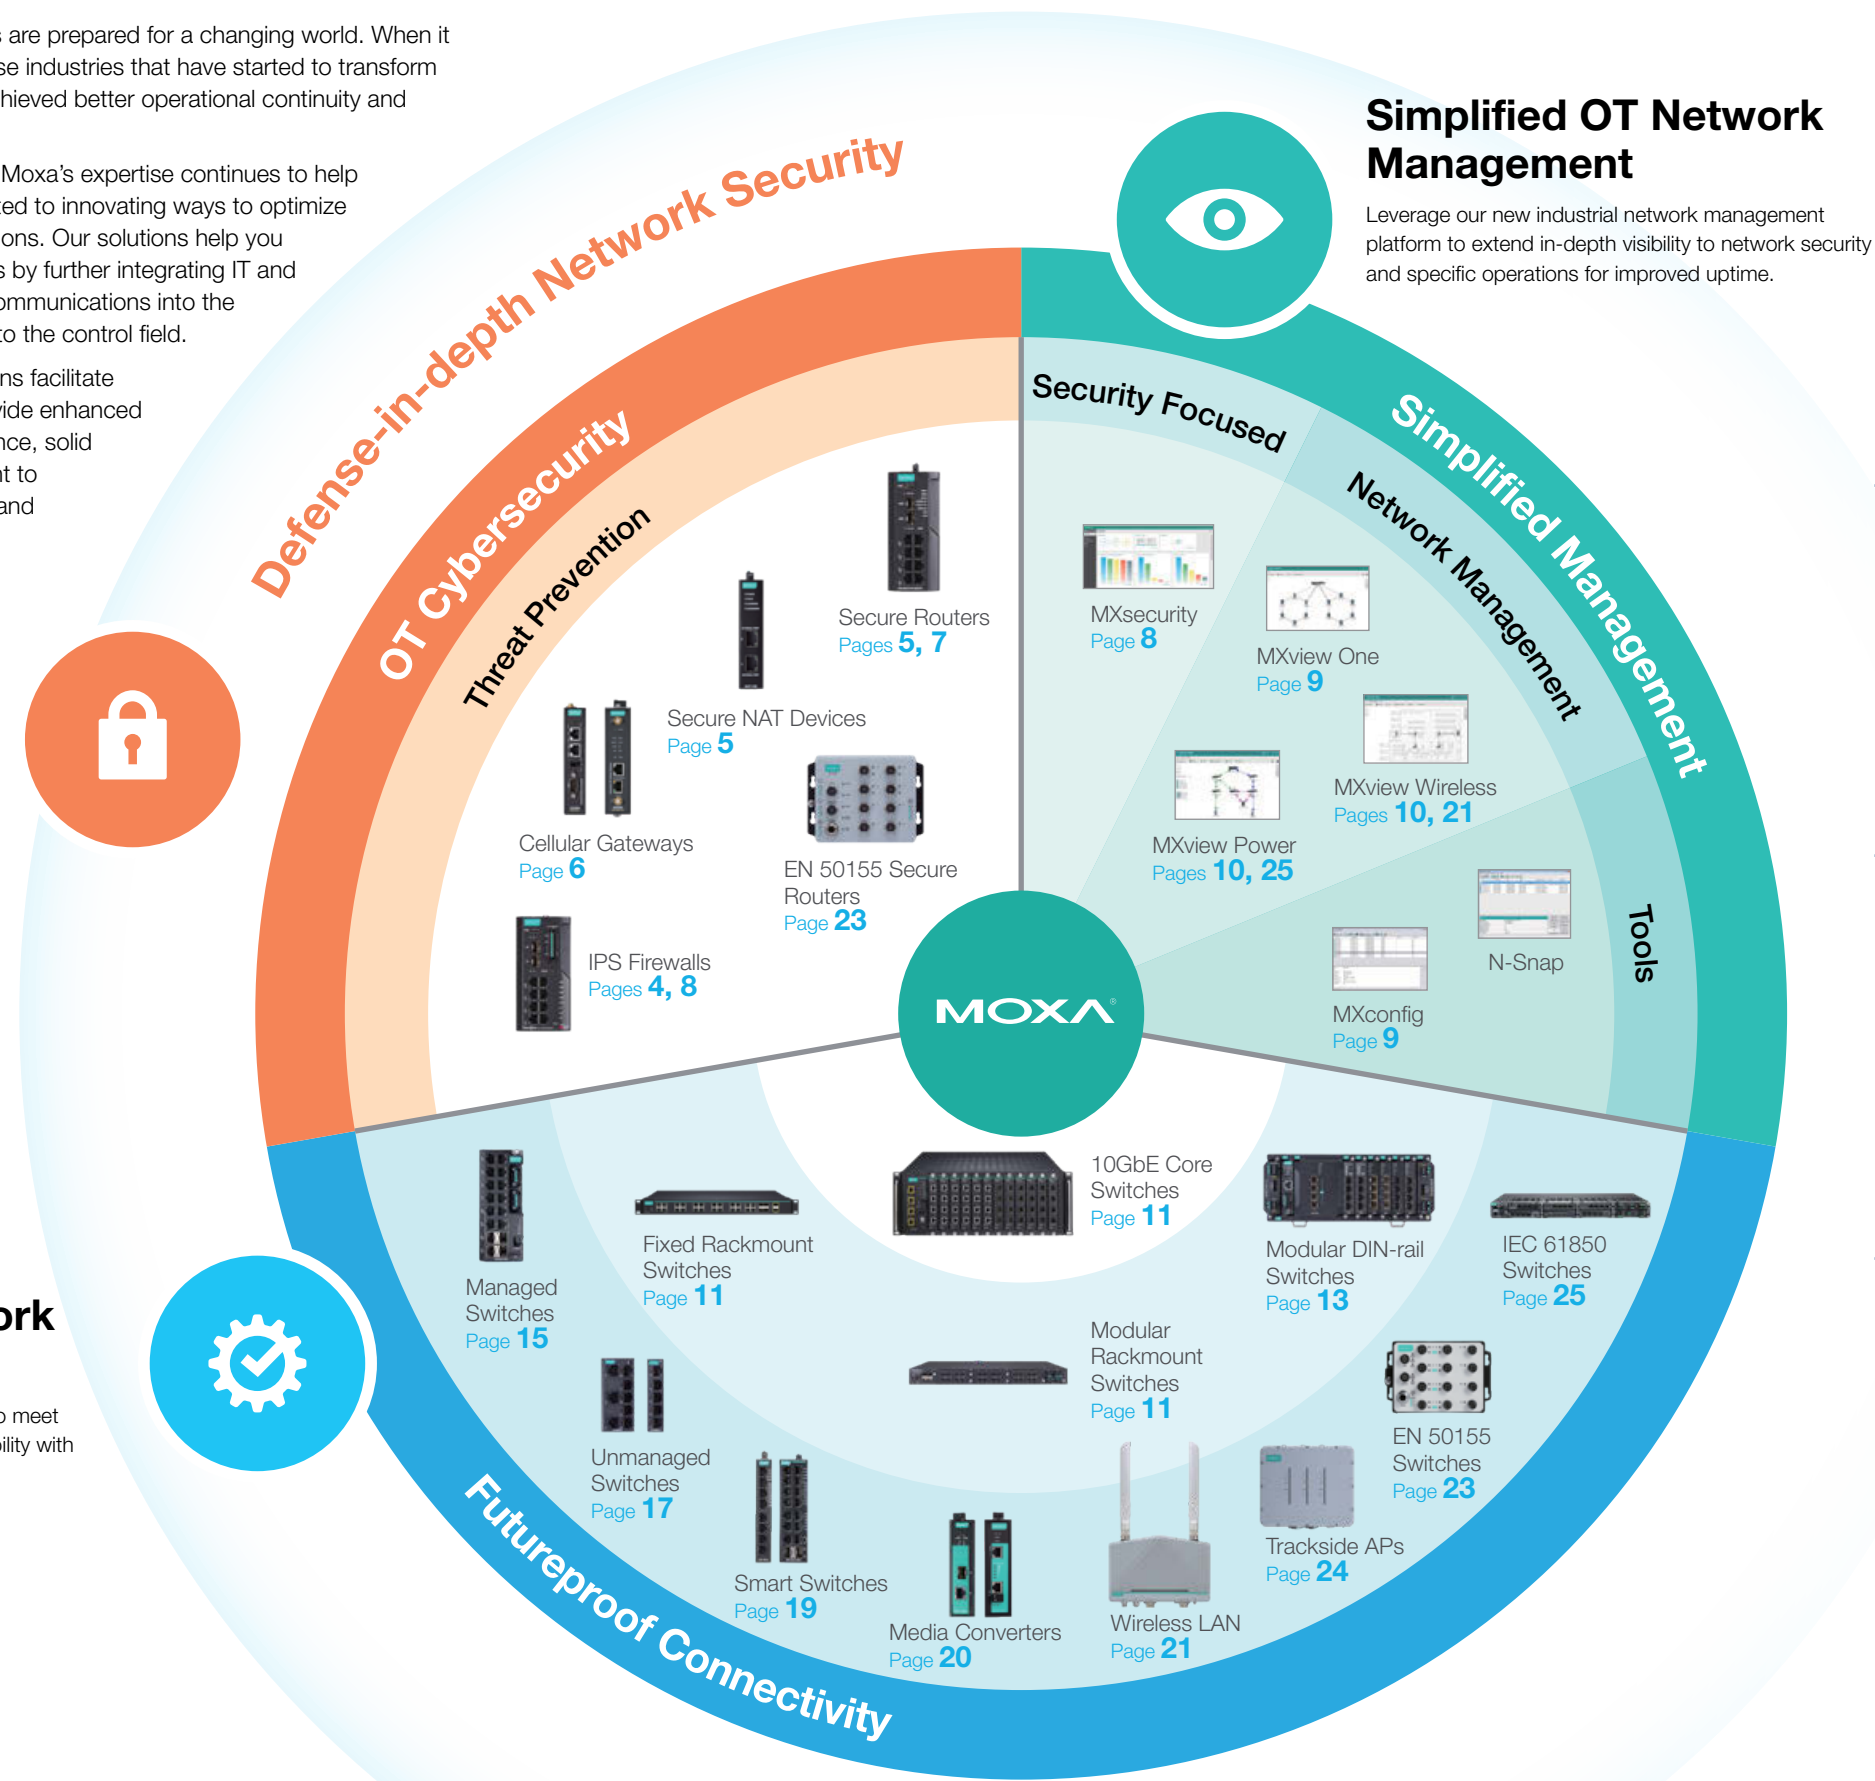 s are prepared for a changing world. When it
se industries that have started to transform
hieved better operational continuity and
Moxa's expertise continues to help
ted to innovating ways to optimize
ions. Our solutions help you
s by further integrating IT and
ommunications into the
to the control field.
ns facilitate
vide enhanced
nce, solid
nt to
and
Simplified OT Network
Management
Leverage our new industrial network management
platform to extend in-depth visibility to network security
and specific operations for improved uptime.
Defense-in-depth Network Security
OT Cybersecurity
Threat Prevention
Secure Routers
Pages 5, 7
Secure NAT Devices
Page 5
Cellular Gateways
Page 6
EN 50155 Secure
Routers
Page 23
IPS Firewalls
Pages 4, 8
Simplified Management
Security Focused
MXsecurity
Page 8
Network Management
MXview One
Page 9
MXview Wireless
Pages 10, 21
MXview Power
Pages 10, 25
Tools
N-Snap
MXconfig
Page 9
MOXA®
10GbE Core
Switches
Page 11
Fixed Rackmount
Switches
Page 11
Modular DIN-rail
Switches
Page 13
IEC 61850
Switches
Page 25
Managed
Switches
Page 15
Modular
Rackmount
Switches
Page 11
Unmanaged
Switches
Page 17
EN 50155
Switches
Page 23
Smart Switches
Page 19
Media Converters
Page 20
Wireless LAN
Page 21
Trackside APs
Page 24
Futureproof Connectivity
ork
o meet
bility with